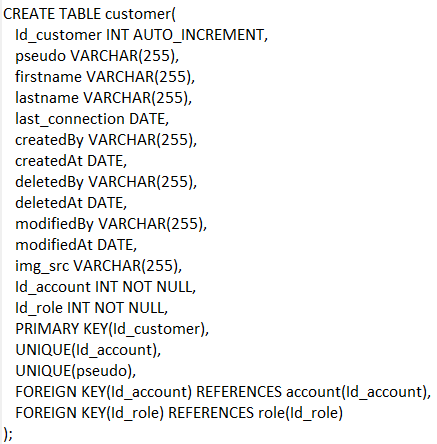 CREATE TABLE customer(
Id_customer INT AUTO_INCREMENT,
pseudo VARCHAR(255),
firstname VARCHAR(255),
lastname VARCHAR(255),
last_connection DATE,
createdBy VARCHAR(255),
createdAt DATE,
deletedBy VARCHAR(255),
deletedAt DATE,
modifiedBy VARCHAR(255),
modifiedAt DATE,
img_src VARCHAR(255),
Id_account INT NOT NULL,
Id_role INT NOT NULL,
PRIMARY KEY(Id_customer),
UNIQUE(Id_account),
UNIQUE(pseudo),
FOREIGN KEY(Id_account) REFERENCES account(Id_account),
FOREIGN KEY(Id_role) REFERENCES role(Id_role)
);